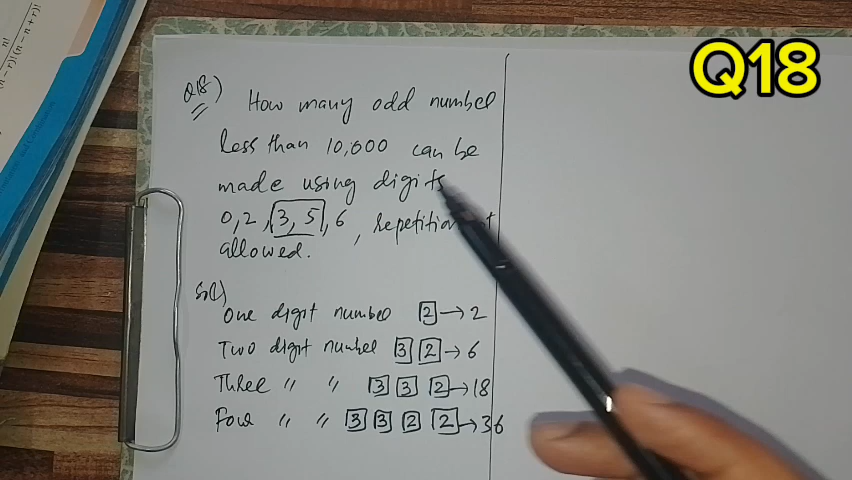 n!
(n-r)!(n-n+r)!
Q18
Q18) How many odd number
less than 10,000 can be
made using digits
0, 2, 3, 5, 6, repetition
allowed.
Sol)
One digit number 2 → 2
Two digit number 3 2 → 6
Three " " 3 3 2 → 18
Four " " 3 3 2 2 → 36